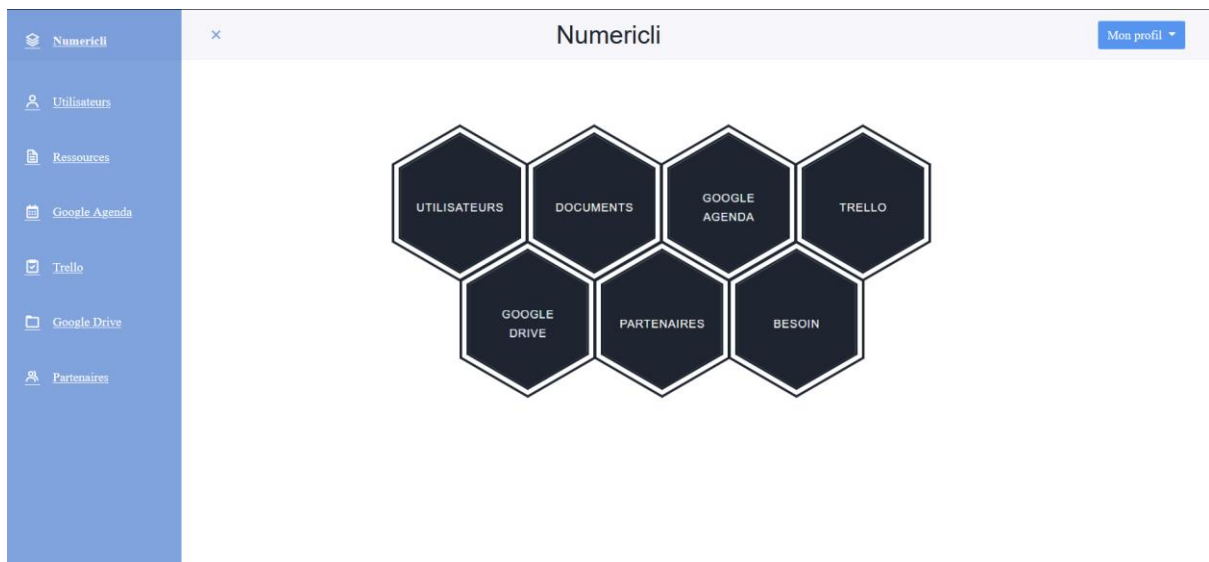 Numericli
Utilisateurs
Ressources
Google Agenda
Trello
Google Drive
Partenaires
Numericli
Mon profil
UTILISATEURS
DOCUMENTS
GOOGLE
AGENDA
TRELLO
GOOGLE
DRIVE
PARTENAIRES
BESOIN